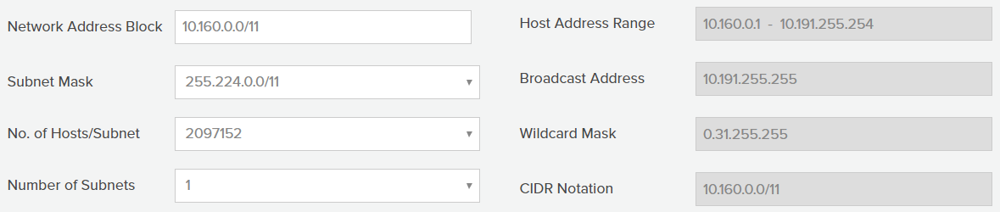 Network Address Block 10.160.0.0/11
Subnet Mask 255.224.0.0/11
No. of Hosts/Subnet 2097152
Number of Subnets 1
Host Address Range 10.160.0.1 - 10.191.255.254
Broadcast Address 10.191.255.255
Wildcard Mask 0.31.255.255
CIDR Notation 10.160.0.0/11